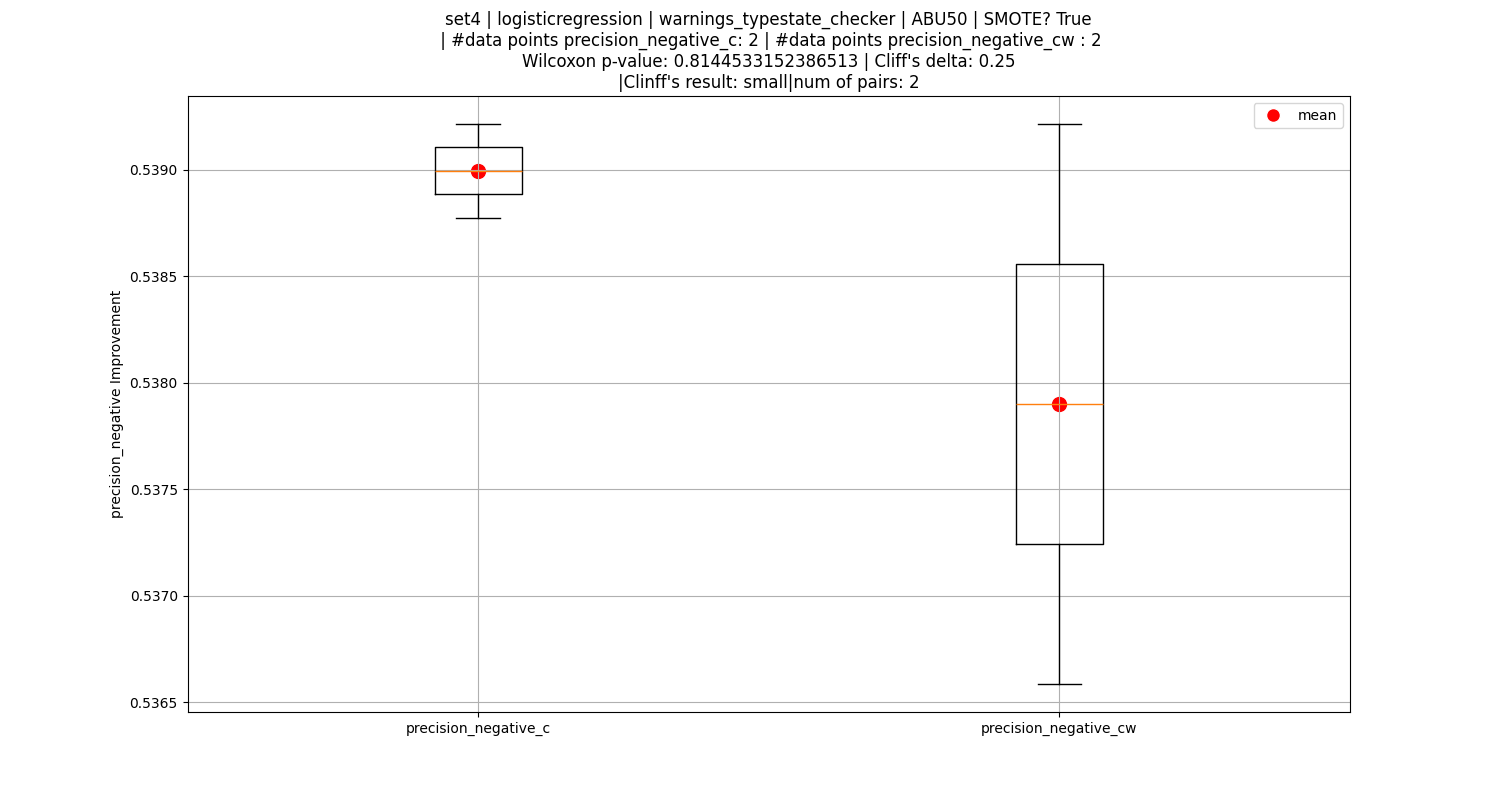 set4 | logisticregression | warnings_typestate_checker | ABU50 | SMOTE? True
| #data points precision_negative_c: 2 | #data points precision_negative_cw : 2
Wilcoxon p-value: 0.8144533152386513 | Cliff's delta: 0.25
|Clinff's result: small|num of pairs: 2
mean
0.5390
0.5385
0.5380
0.5375
0.5370
0.5365
precision_negative Improvement
precision_negative_c
precision_negative_cw